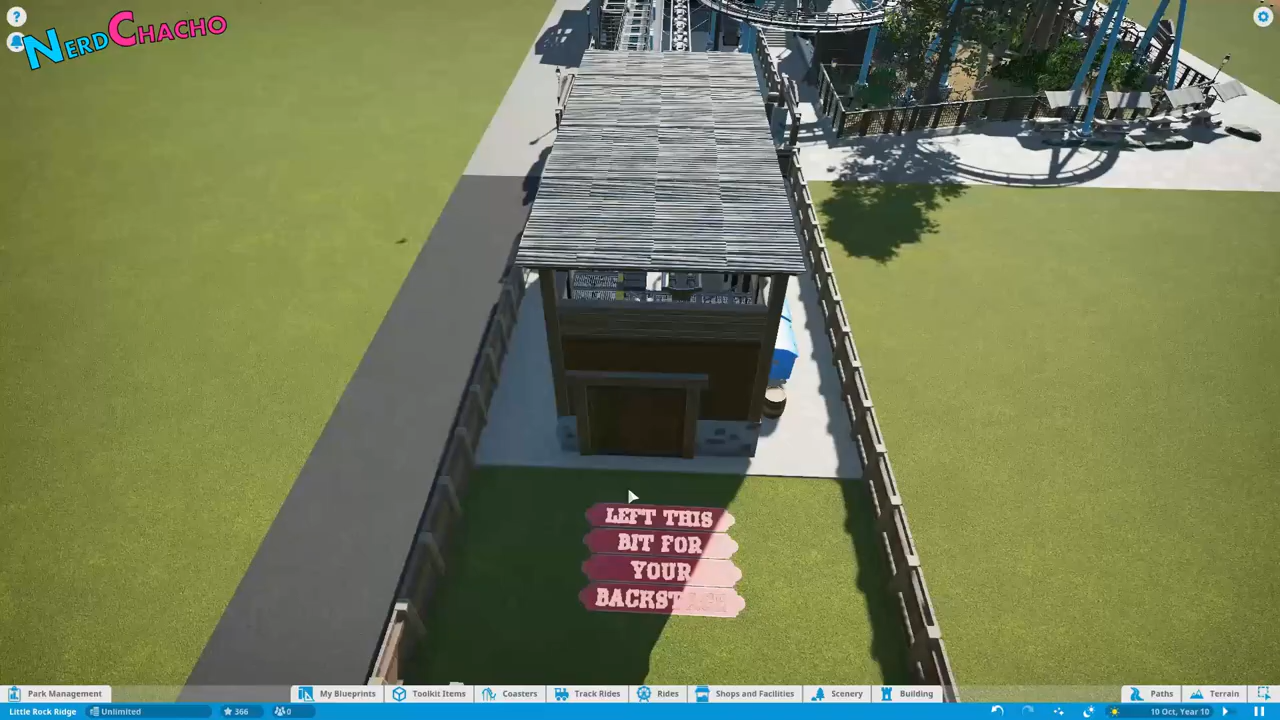 NERDCHACHO
LEFT THIS
BIT FOR
YOUR
BACKSTAGE
Park Management
My Blueprints
Toolkit Items
Coasters
Track Rides
Rides
Shops and Facilities
Scenery
Building
Paths
Terrain
Little Rock Ridge
Unlimited
366
0
10 Oct, Year 10